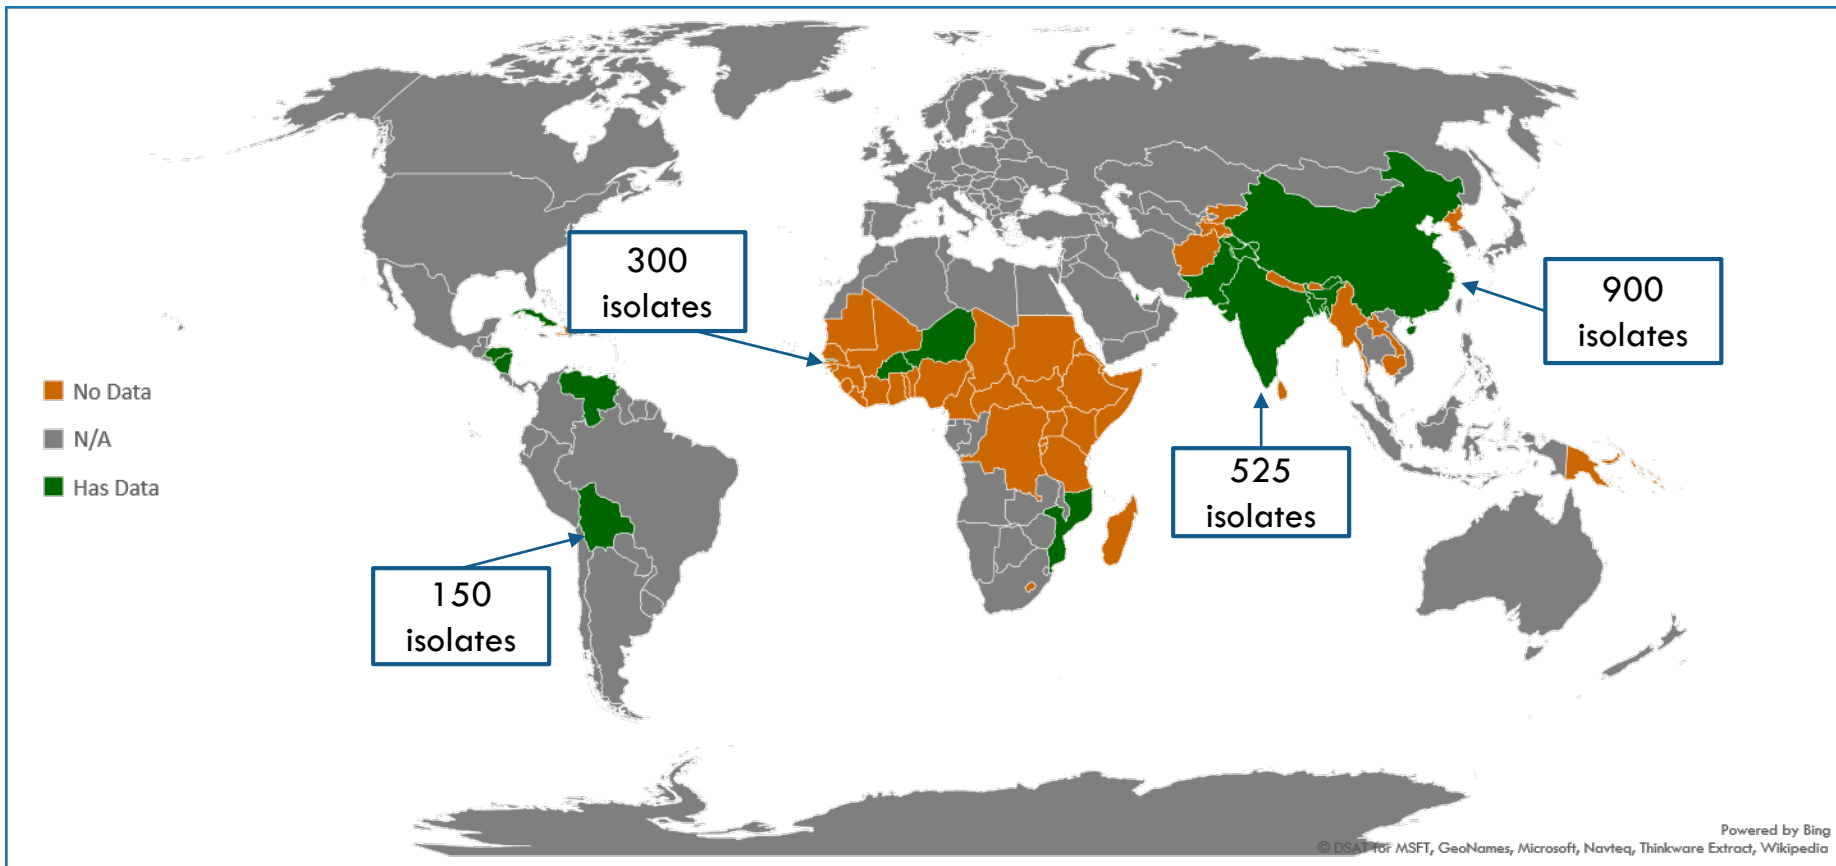 300
isolates
900
isolates
No Data
N/A
Has Data
525
isolates
150
isolates
Powered by Bing
© DSAT for MSFT, GeoNames, Microsoft, Navteq, Thinkware Extract, Wikipedia